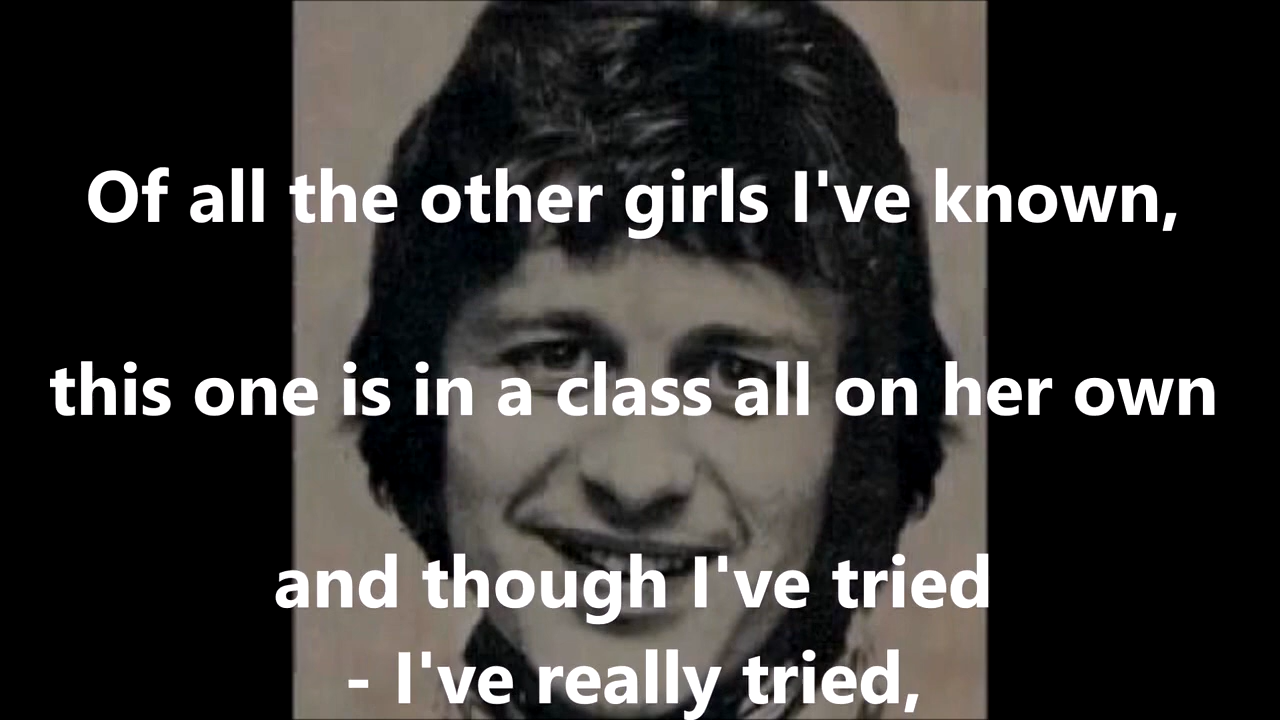 Of all the other girls I've known,
this one is in a class all on her own
and though I've tried
- I've really tried,